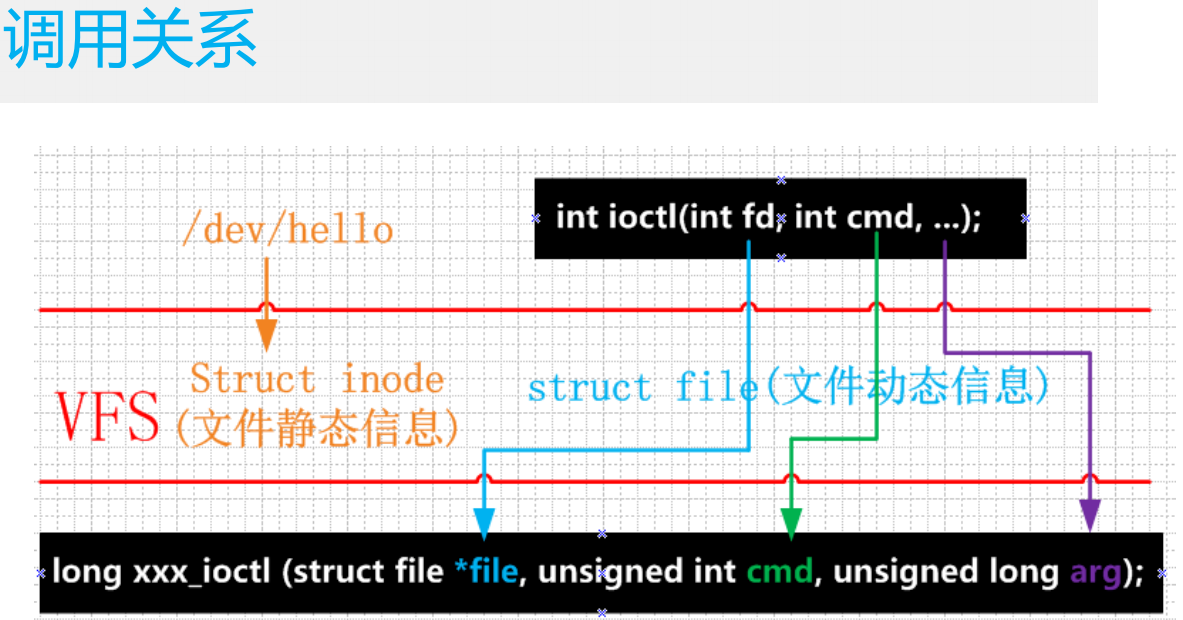 调用关系
/dev/hello
int ioctl(int fd, int cmd, ...);
VFS
Struct inode
(文件静态信息)
struct file(文件动态信息)
long xxx_ioctl (struct file *file, unsigned int cmd, unsigned long arg);